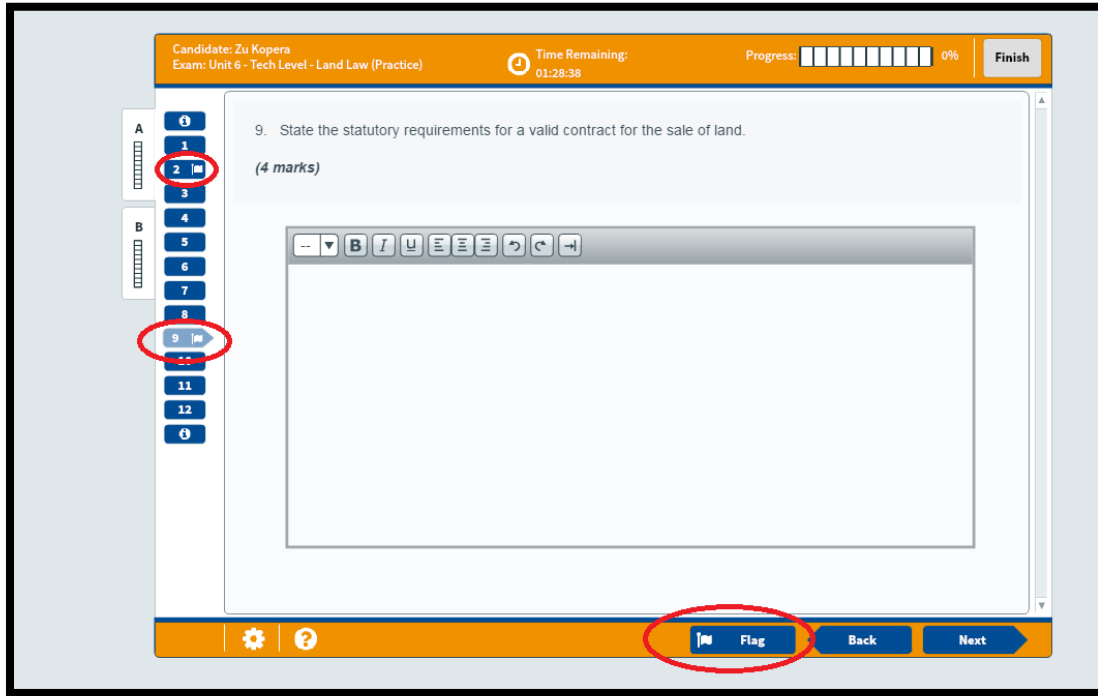 Candidate: Zu Kopera
Exam: Unit 6 - Tech Level - Land Law (Practice)
Time Remaining:
01:28:38
Progress:
0%
Finish
A
B
1
2
3
4
5
6
7
8
9
10
11
12
9. State the statutory requirements for a valid contract for the sale of land.
(4 marks)
--
B
I
U
Flag
Back
Next